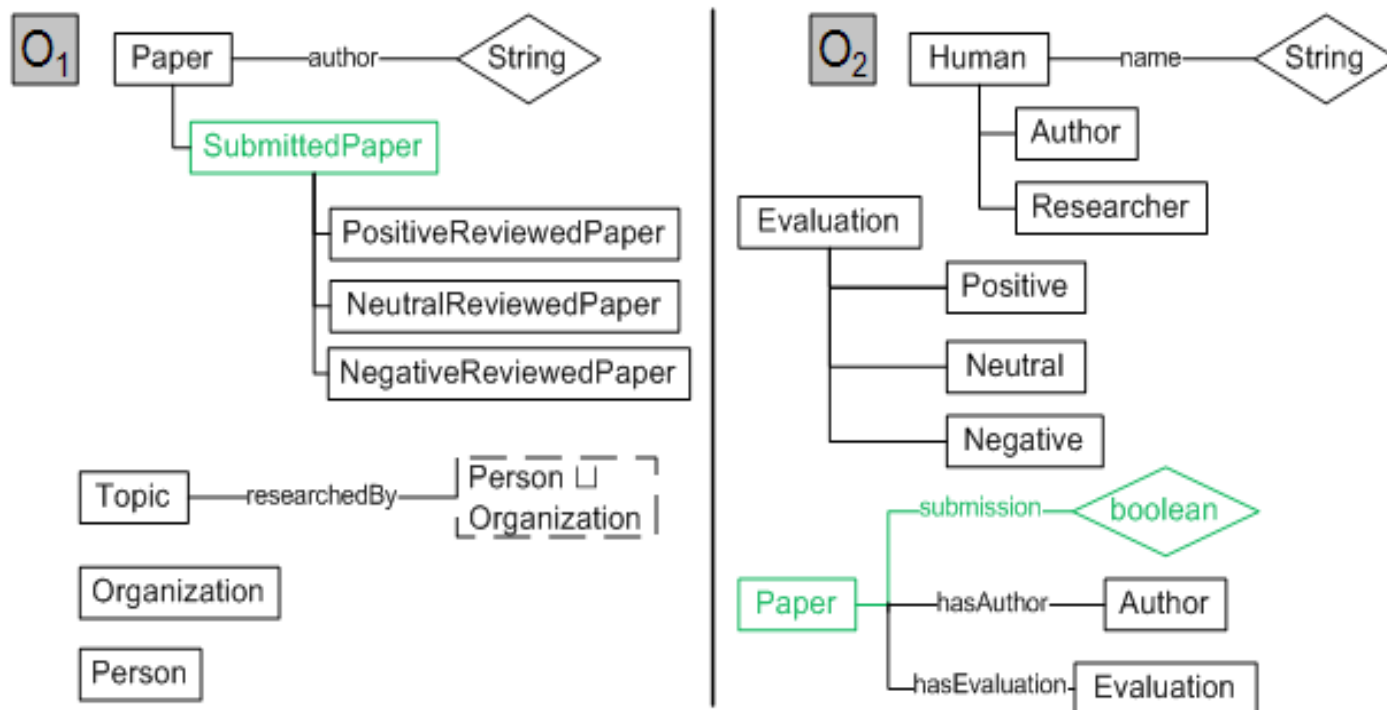 O1
Paper
author
String
SubmittedPaper
PositiveReviewedPaper
NeutralReviewedPaper
NegativeReviewedPaper
Topic
researchedBy
Person ⊔
Organization
Organization
Person
O2
Human
name
String
Author
Researcher
Evaluation
Positive
Neutral
Negative
submission
boolean
Paper
hasAuthor
Author
hasEvaluation
Evaluation